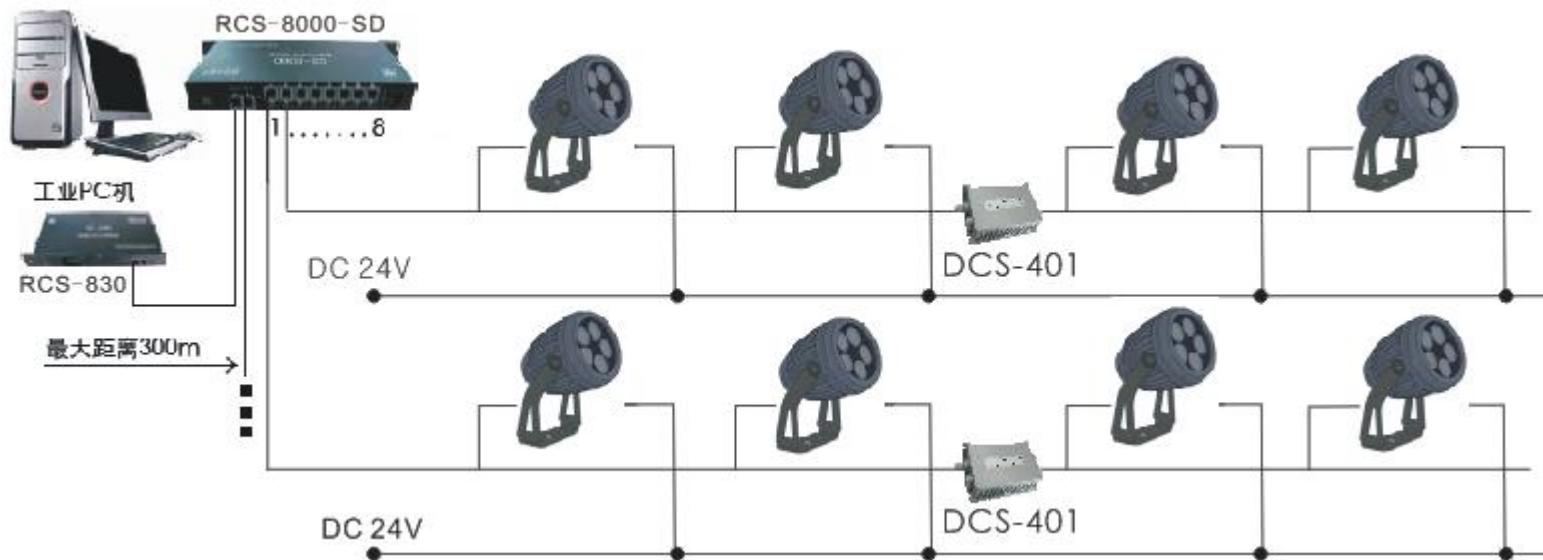 RCS-8000-SD
1.......8
工业PC机
RCS-830
DC 24V
DCS-401
最大距离300m
DC 24V
DCS-401